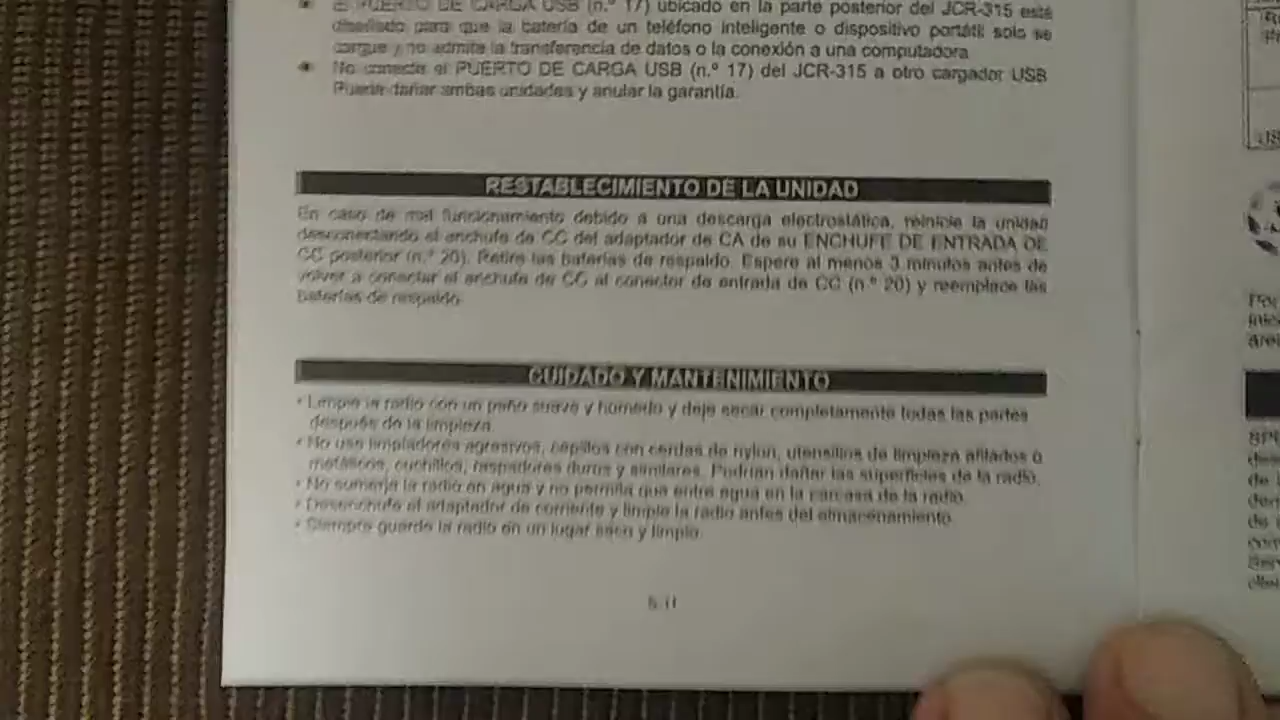 El PUERTO DE CARGA USB (n.º 17) ubicado en la parte posterior del JCR-315 está
diseñado para que la batería de un teléfono inteligente o dispositivo portátil solo se
cargue y no admite la transferencia de datos o la conexión a una computadora
No conecte el PUERTO DE CARGA USB (n.º 17) del JCR-315 a otro cargador USB
Puede dañar ambas unidades y anular la garantía.
RESTABLECIMIENTO DE LA UNIDAD
En caso de mal funcionamiento debido a una descarga electrostática, reinicie la unidad
desconectando el enchufe de CC del adaptador de CA de su ENCHUFE DE ENTRADA DE
CC posterior (n.º 20). Retire las baterías de respaldo. Espere al menos 3 minutos antes de
volver a conectar el enchufe de CC al conector de entrada de CC (n.º 20) y reemplace las
baterías de respaldo
CUIDADO Y MANTENIMIENTO
• Limpie la radio con un paño suave y húmedo y deje secar completamente todas las partes
después de la limpieza
• No use limpiadores agresivos, cepillos con cerdas de nylon, utensilios de limpieza afilados o
metálicos, cuchillos, raspadores duros y similares. Podrían dañar las superficies de la radio.
• No sumerja la radio en agua y no permita que entre agua en la carcasa de la radio.
• Desenchufe el adaptador de corriente y limpie la radio antes del almacenamiento
• Siempre guarde la radio en un lugar seco y limpio.